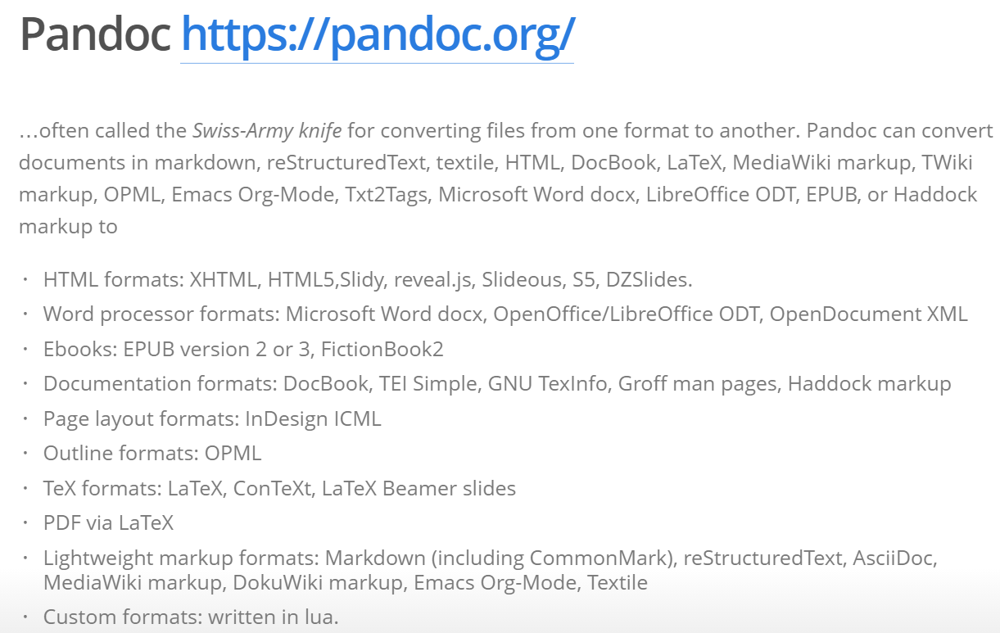 Pandoc https://pandoc.org/
…often called the Swiss-Army knife for converting files from one format to another. Pandoc can convert
documents in markdown, reStructuredText, textile, HTML, DocBook, LaTeX, MediaWiki markup, TWiki
markup, OPML, Emacs Org-Mode, Txt2Tags, Microsoft Word docx, LibreOffice ODT, EPUB, or Haddock
markup to
· HTML formats: XHTML, HTML5,Slidy, reveal.js, Slideous, S5, DZSlides.
· Word processor formats: Microsoft Word docx, OpenOffice/LibreOffice ODT, OpenDocument XML
· Ebooks: EPUB version 2 or 3, FictionBook2
· Documentation formats: DocBook, TEI Simple, GNU TexInfo, Groff man pages, Haddock markup
· Page layout formats: InDesign ICML
· Outline formats: OPML
· TeX formats: LaTeX, ConTeXt, LaTeX Beamer slides
· PDF via LaTeX
· Lightweight markup formats: Markdown (including CommonMark), reStructuredText, AsciiDoc,
MediaWiki markup, DokuWiki markup, Emacs Org-Mode, Textile
· Custom formats: written in lua.